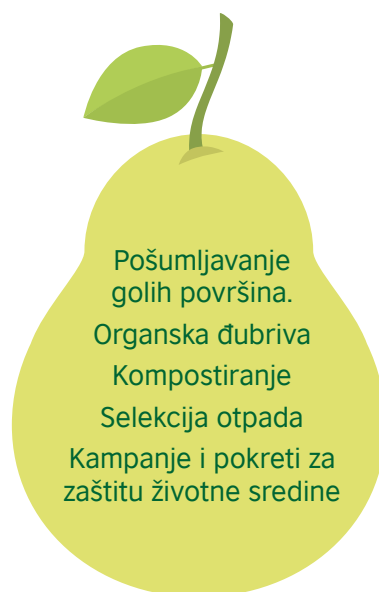 Pošumljavanje
golih površina.
Organska đubriva
Kompostiranje
Selekcija otpada
Kampanje i pokreti za
zaštitu životne sredine